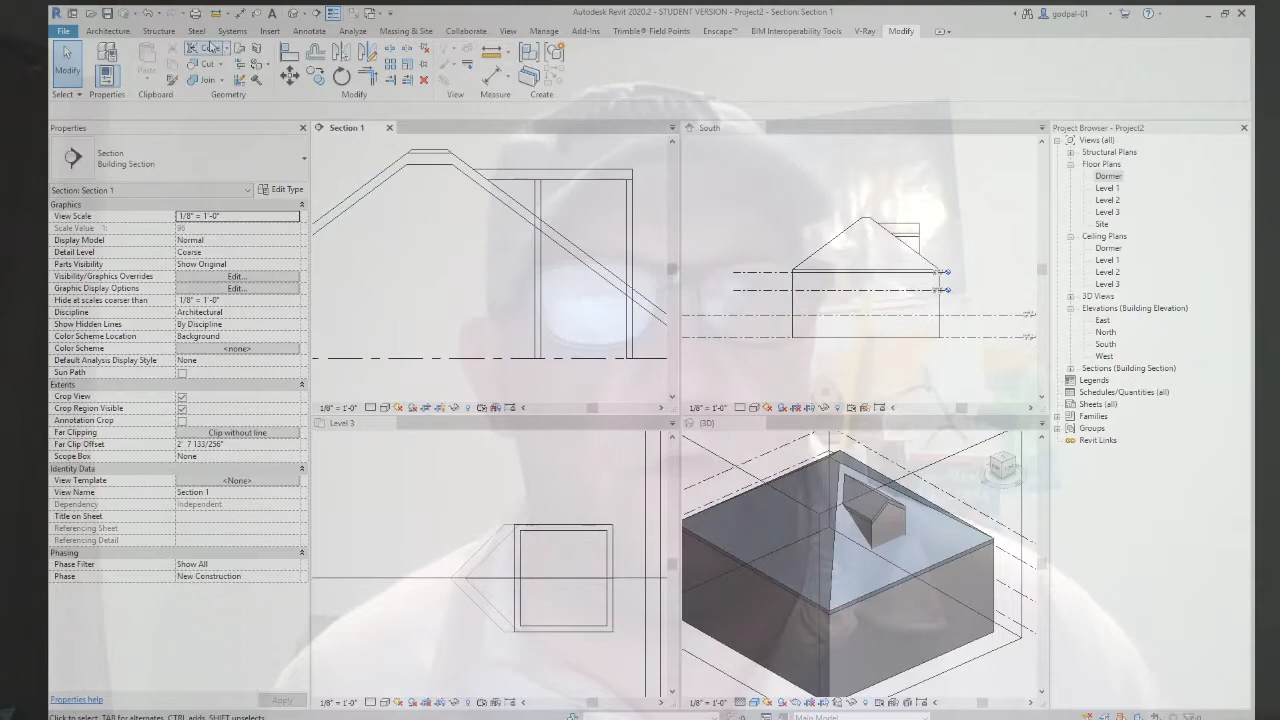 Autodesk Revit 2020.2 - STUDENT VERSION - Project2 - Section: Section 1
godpal-01
File Architecture Structure Steel Systems Insert Annotate Analyze Massing & Site Collaborate View Manage Add-Ins Trimble® Field Points Enscape™ BIM Interoperability Tools V-Ray Modify
Cut
Join
Modify
Paste
Select Properties Clipboard Geometry Modify View Measure Create
Properties
Section
Building Section
Section: Section 1
Edit Type
Graphics
View Scale 1/8" = 1'-0"
Scale Value 1: 96
Display Model Normal
Detail Level Coarse
Parts Visibility Show Original
Visibility/Graphics Overrides Edit...
Graphic Display Options Edit...
Hide at scales coarser than 1/8" = 1'-0"
Discipline Architectural
Show Hidden Lines By Discipline
Color Scheme Location Background
Color Scheme <none>
Default Analysis Display Style None
Sun Path
Extents
Crop View
Crop Region Visible
Annotation Crop
Far Clipping Clip without line
Far Clip Offset 2' 7 133/256"
Scope Box None
Identity Data
View Template <None>
View Name Section 1
Dependency Independent
Title on Sheet
Referencing Sheet
Referencing Detail
Phasing
Phase Filter Show All
Phase New Construction
Properties help
Apply
Click to select, TAB for alternates, CTRL adds, SHIFT unselects.
Section 1
1/8" = 1'-0"
South
1/8" = 1'-0"
Level 3
1/8" = 1'-0"
{3D}
1/8" = 1'-0"
Main Model
Project Browser - Project2
Views (all)
Structural Plans
Floor Plans
Dormer
Level 1
Level 2
Level 3
Site
Ceiling Plans
Dormer
Level 1
Level 2
Level 3
3D Views
Elevations (Building Elevation)
East
North
South
West
Sections (Building Section)
Legends
Schedules/Quantities (all)
Sheets (all)
Families
Groups
Revit Links